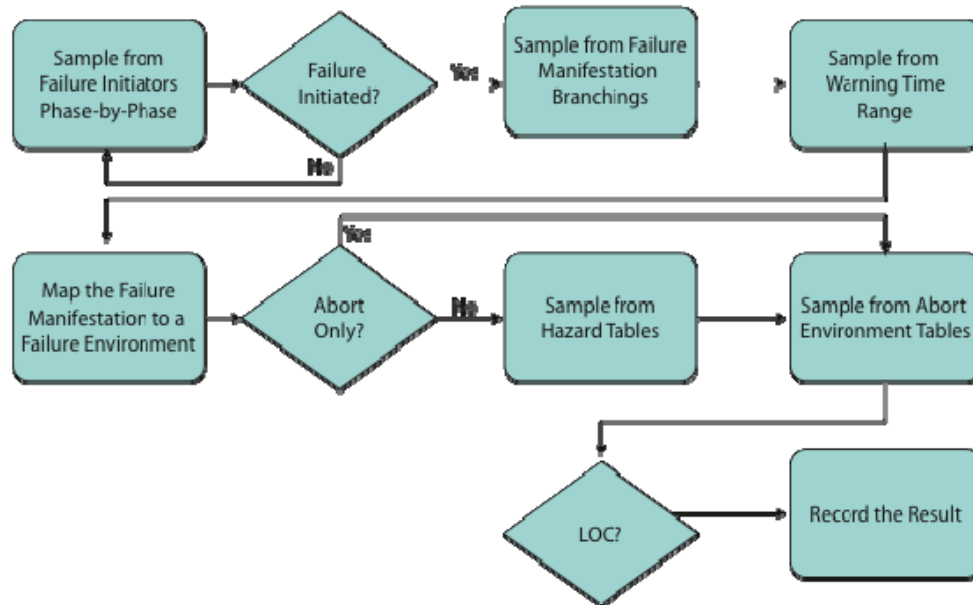 Sample from
Failure Initiators
Phase-by-Phase
Failure
Initiated?
Yes
Sample from Failure
Manifestation
Branchings
Sample from
Warning Time
Range
No
Map the Failure
Manifestation to a
Failure Environment
Yes
Abort
Only?
No
Sample from
Hazard Tables
Sample from Abort
Environment Tables
LOC?
Record the Result